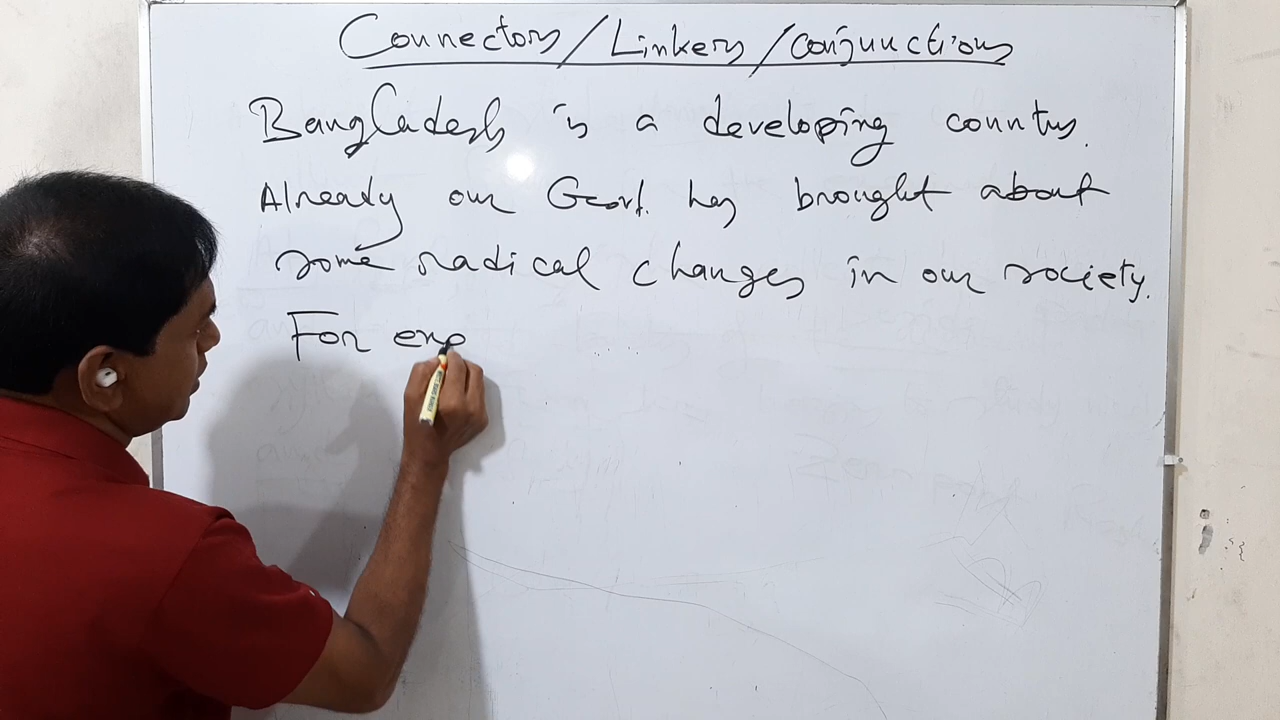 Connectors/Linkers/Conjunctions
Bangladesh is a developing country.
Already our Govt. has brought about
some radical changes in our society.
For exa